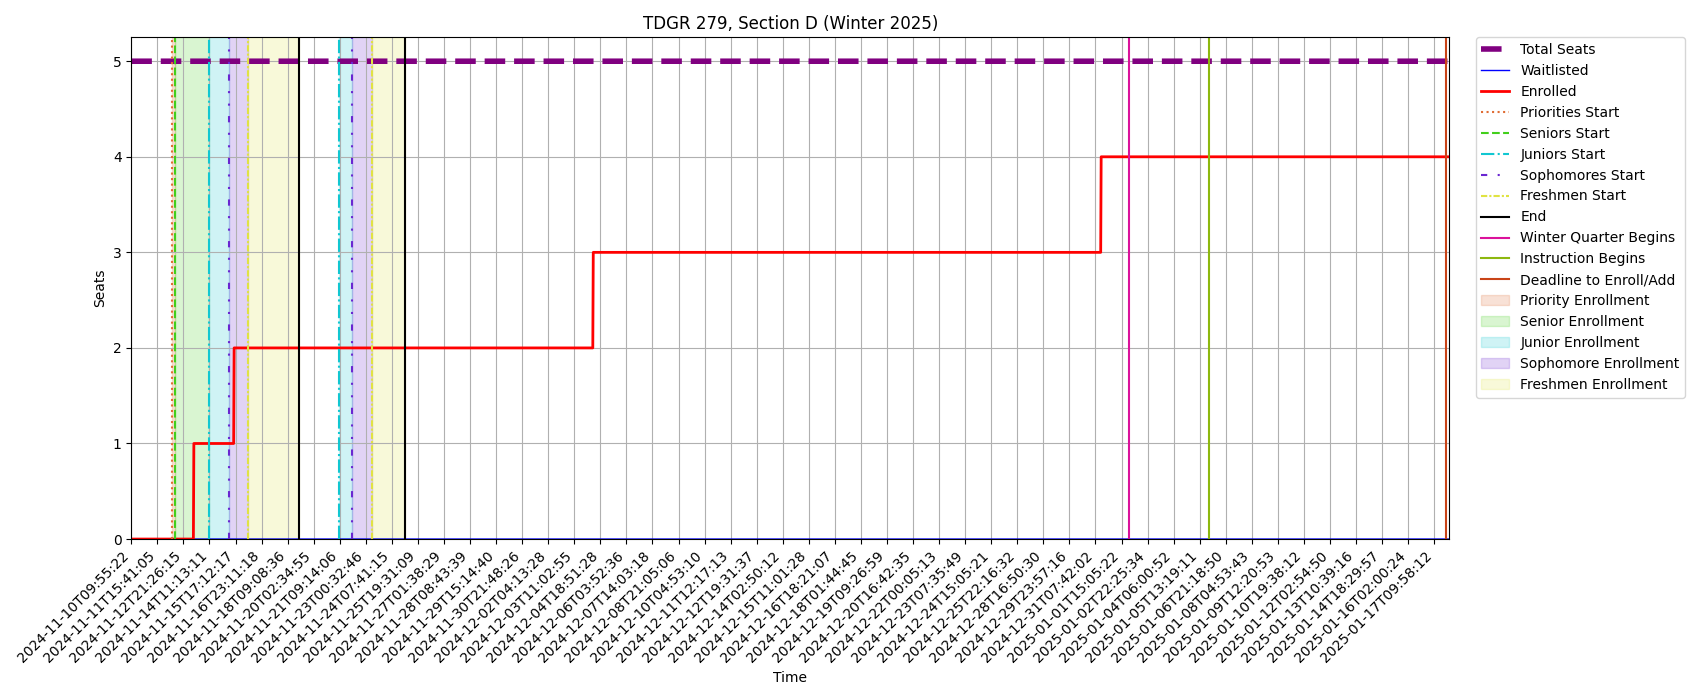 TDGR 279, Section D (Winter 2025)
Seats
5
4
3
2
1
0
2024-11-10T09:55:22
2024-11-11T15:41:05
2024-11-12T21:26:15
2024-11-14T11:13:11
2024-11-15T17:12:17
2024-11-16T23:11:18
2024-11-18T09:08:36
2024-11-20T02:34:55
2024-11-21T09:14:06
2024-11-23T00:32:46
2024-11-24T07:41:15
2024-11-25T19:31:09
2024-11-27T01:38:29
2024-11-28T08:43:39
2024-11-29T15:14:40
2024-11-30T21:48:26
2024-12-02T04:13:28
2024-12-03T11:02:55
2024-12-04T18:51:28
2024-12-06T03:52:36
2024-12-07T14:03:18
2024-12-08T21:05:06
2024-12-10T04:53:10
2024-12-11T12:17:13
2024-12-12T19:31:37
2024-12-14T02:50:12
2024-12-15T11:01:28
2024-12-16T18:21:07
2024-12-18T01:44:45
2024-12-19T09:26:59
2024-12-20T16:42:35
2024-12-22T00:05:13
2024-12-23T07:35:49
2024-12-24T15:05:21
2024-12-25T22:16:32
2024-12-28T16:50:30
2024-12-29T23:57:16
2024-12-31T07:42:02
2025-01-01T15:05:22
2025-01-02T22:25:34
2025-01-04T06:00:52
2025-01-05T13:19:11
2025-01-06T21:18:50
2025-01-08T04:53:43
2025-01-09T12:20:53
2025-01-10T19:38:12
2025-01-12T02:54:50
2025-01-13T10:39:16
2025-01-14T18:29:57
2025-01-16T02:00:24
2025-01-17T09:58:12
Time
Total Seats
Waitlisted
Enrolled
Priorities Start
Seniors Start
Juniors Start
Sophomores Start
Freshmen Start
End
Winter Quarter Begins
Instruction Begins
Deadline to Enroll/Add
Priority Enrollment
Senior Enrollment
Junior Enrollment
Sophomore Enrollment
Freshmen Enrollment